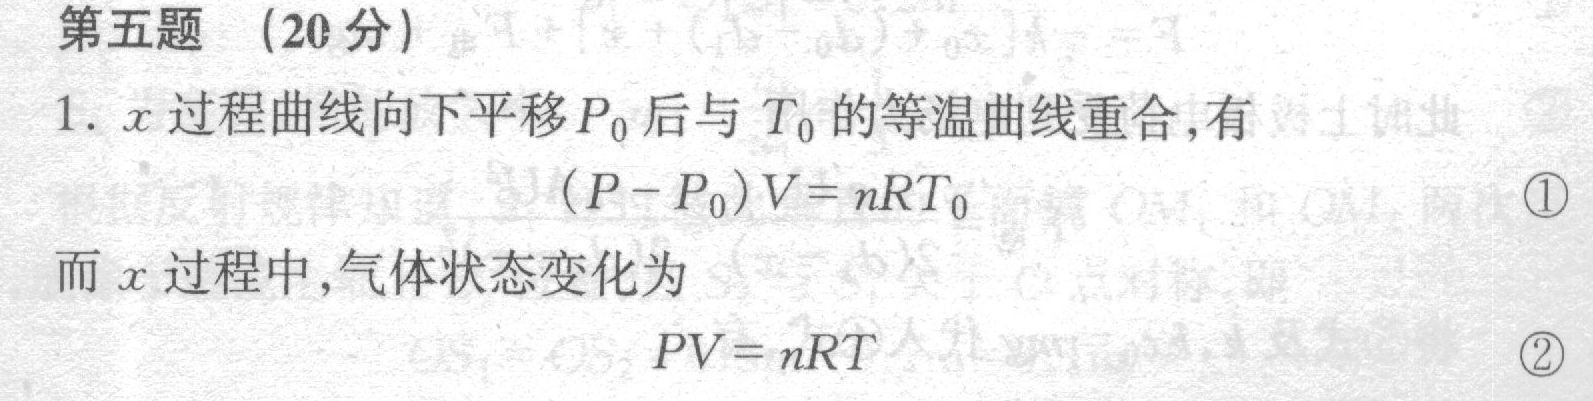 第五题 (20 分)
1. x 过程曲线向下平移 P₀ 后与 T₀ 的等温曲线重合,有
(P − P₀)V = nRT₀ ①
而 x 过程中,气体状态变化为
PV = nRT ②